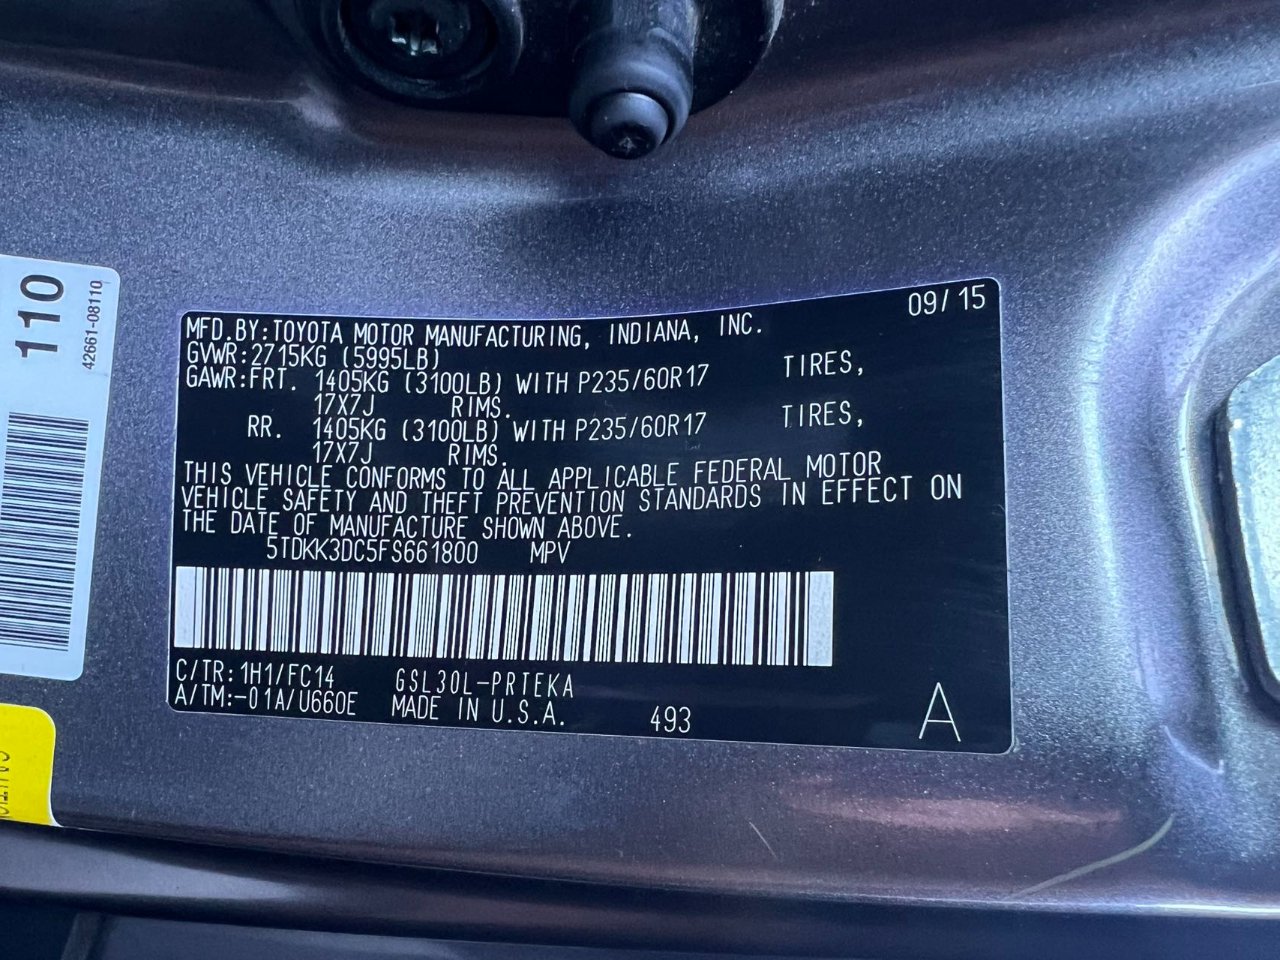 110
42661-08110
09/15
MFD.BY:TOYOTA MOTOR MANUFACTURING, INDIANA, INC.
GVWR:2715KG (5995LB)
GAWR:FRT. 1405KG (3100LB) WITH P235/60R17 TIRES,
17X7J RIMS.
RR. 1405KG (3100LB) WITH P235/60R17 TIRES,
17X7J RIMS.
THIS VEHICLE CONFORMS TO ALL APPLICABLE FEDERAL MOTOR
VEHICLE SAFETY AND THEFT PREVENTION STANDARDS IN EFFECT ON
THE DATE OF MANUFACTURE SHOWN ABOVE.
5TDKK3DC5FS661800 MPV
C/TR:1H1/FC14 GSL30L-PRTEKA
A/TM:-01A/U660E MADE IN U.S.A. 493
A